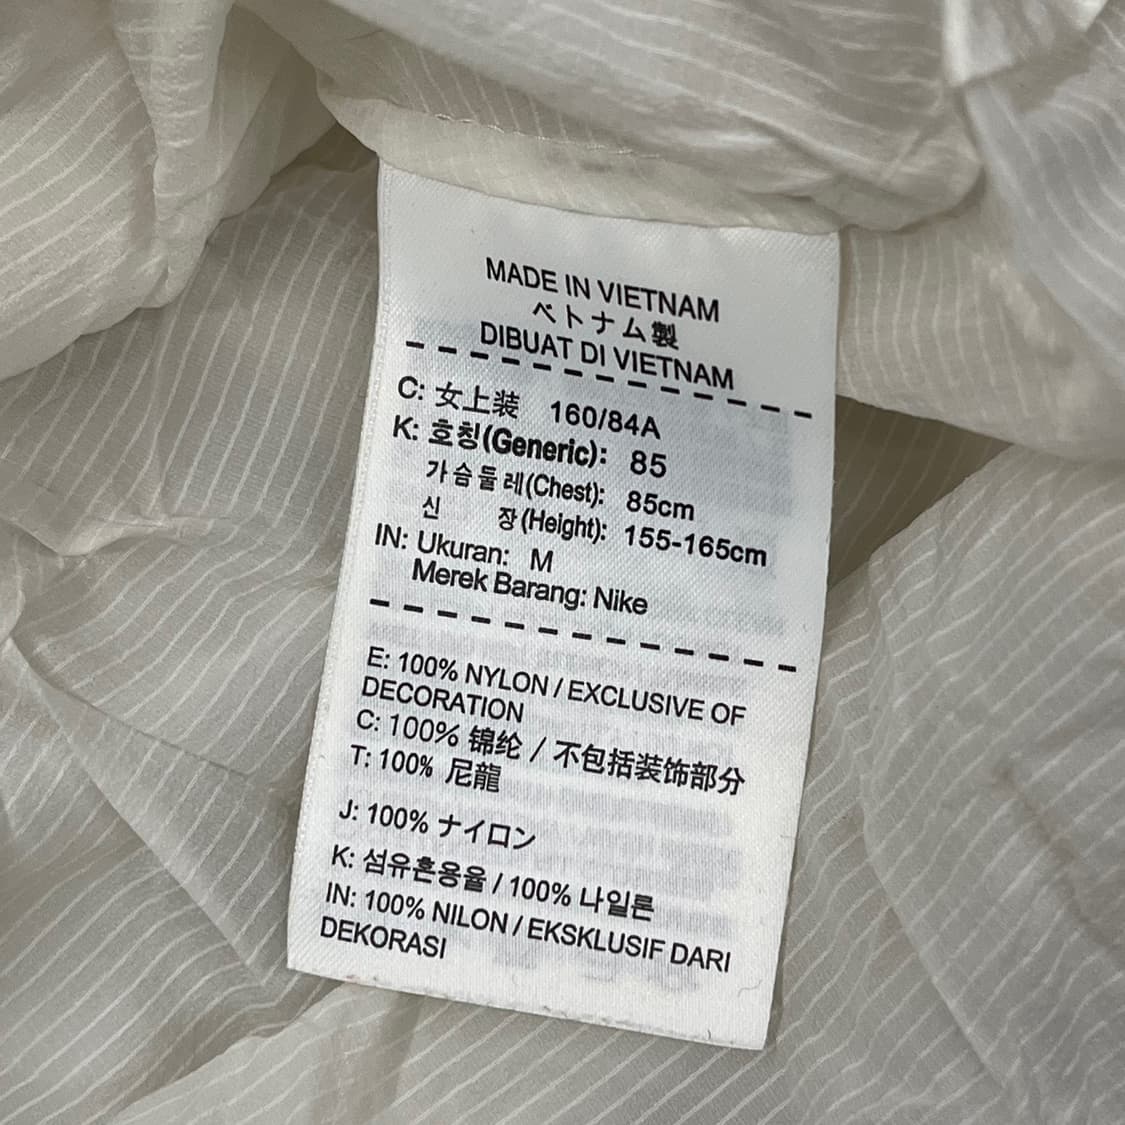 MADE IN VIETNAM
ベトナム製
DIBUAT DI VIETNAM
C: 女上装 160/84A
K: 호칭(Generic): 85
가슴둘레(Chest): 85cm
신 장(Height): 155-165cm
IN: Ukuran: M
Merek Barang: Nike
E: 100% NYLON / EXCLUSIVE OF
DECORATION
C: 100% 锦纶 / 不包括装饰部分
T: 100% 尼龍
J: 100% ナイロン
K: 섬유혼용율 / 100% 나일론
IN: 100% NILON / EKSKLUSIF DARI
DEKORASI